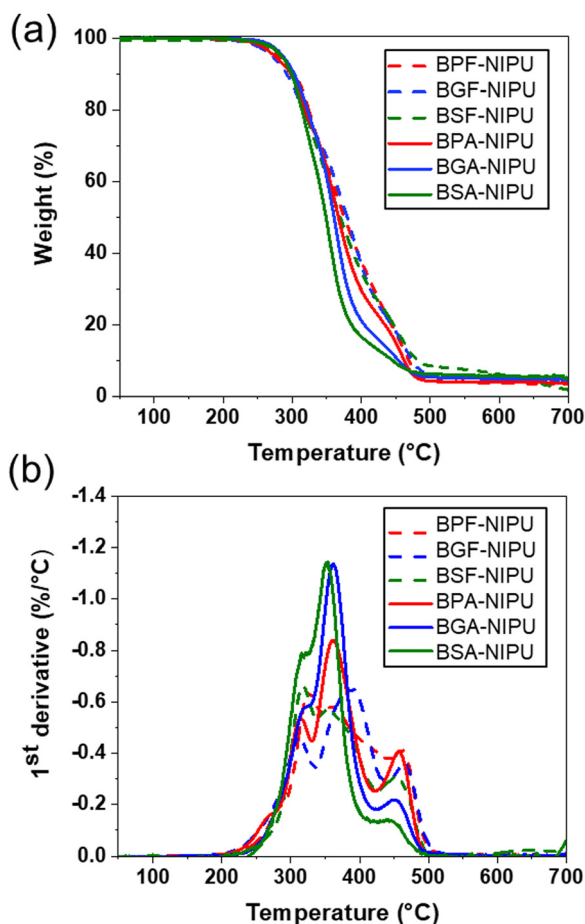 (a)
100
80
60
40
20
0
Weight (%)
BPF-NIPU
BGF-NIPU
BSF-NIPU
BPA-NIPU
BGA-NIPU
BSA-NIPU
100 200 300 400 500 600 700
Temperature (°C)
(b)
-1.4
-1.2
-1.0
-0.8
-0.6
-0.4
-0.2
0.0
1st derivative (%/°C)
BPF-NIPU
BGF-NIPU
BSF-NIPU
BPA-NIPU
BGA-NIPU
BSA-NIPU
100 200 300 400 500 600 700
Temperature (°C)